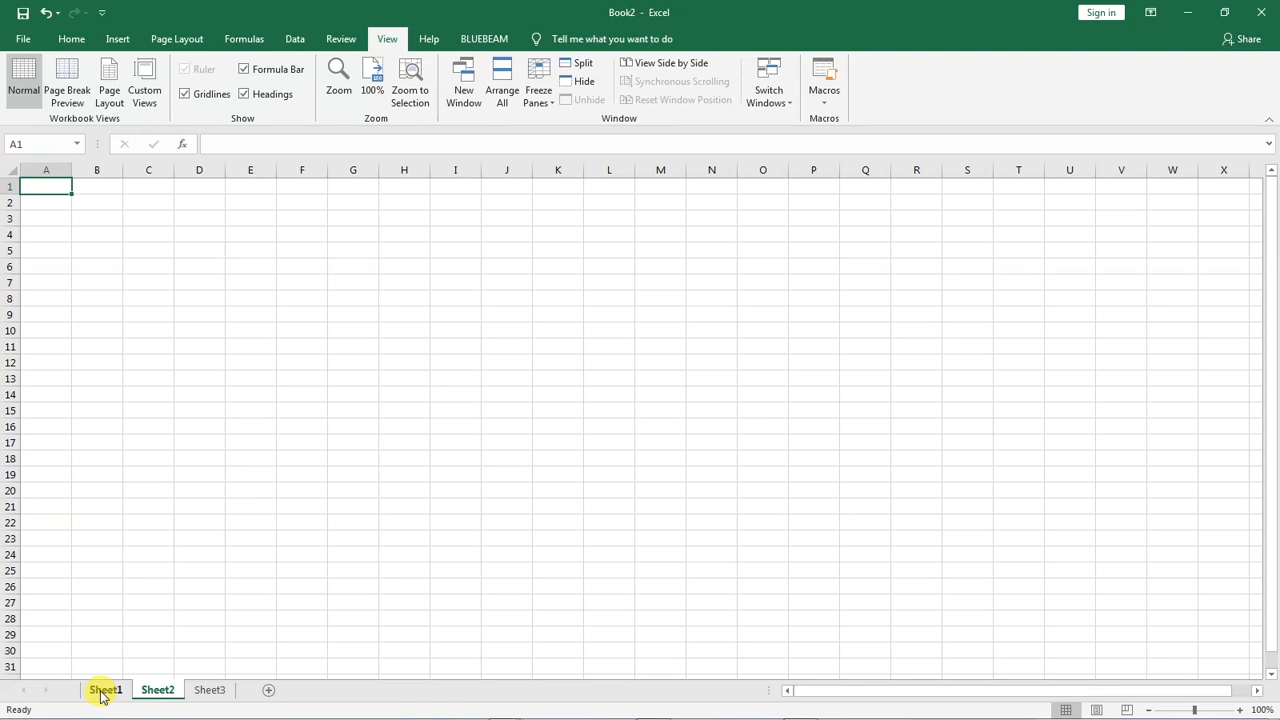 Book2 - Excel
Sign in
File Home Insert Page Layout Formulas Data Review View Help BLUEBEAM Tell me what you want to do Share
Normal
Page Break Preview
Page Layout
Custom Views
Workbook Views
Ruler
Formula Bar
Gridlines
Headings
Show
Zoom
100
100%
Zoom to Selection
Zoom
New Window
Arrange All
Freeze Panes
Split
Hide
Unhide
View Side by Side
Synchronous Scrolling
Reset Window Position
Switch Windows
Window
Macros
Macros
A1
fx
A B C D E F G H I J K L M N O P Q R S T U V W X
1
2
3
4
5
6
7
8
9
10
11
12
13
14
15
16
17
18
19
20
21
22
23
24
25
26
27
28
29
30
31
Sheet1 Sheet2 Sheet3
Ready
100%